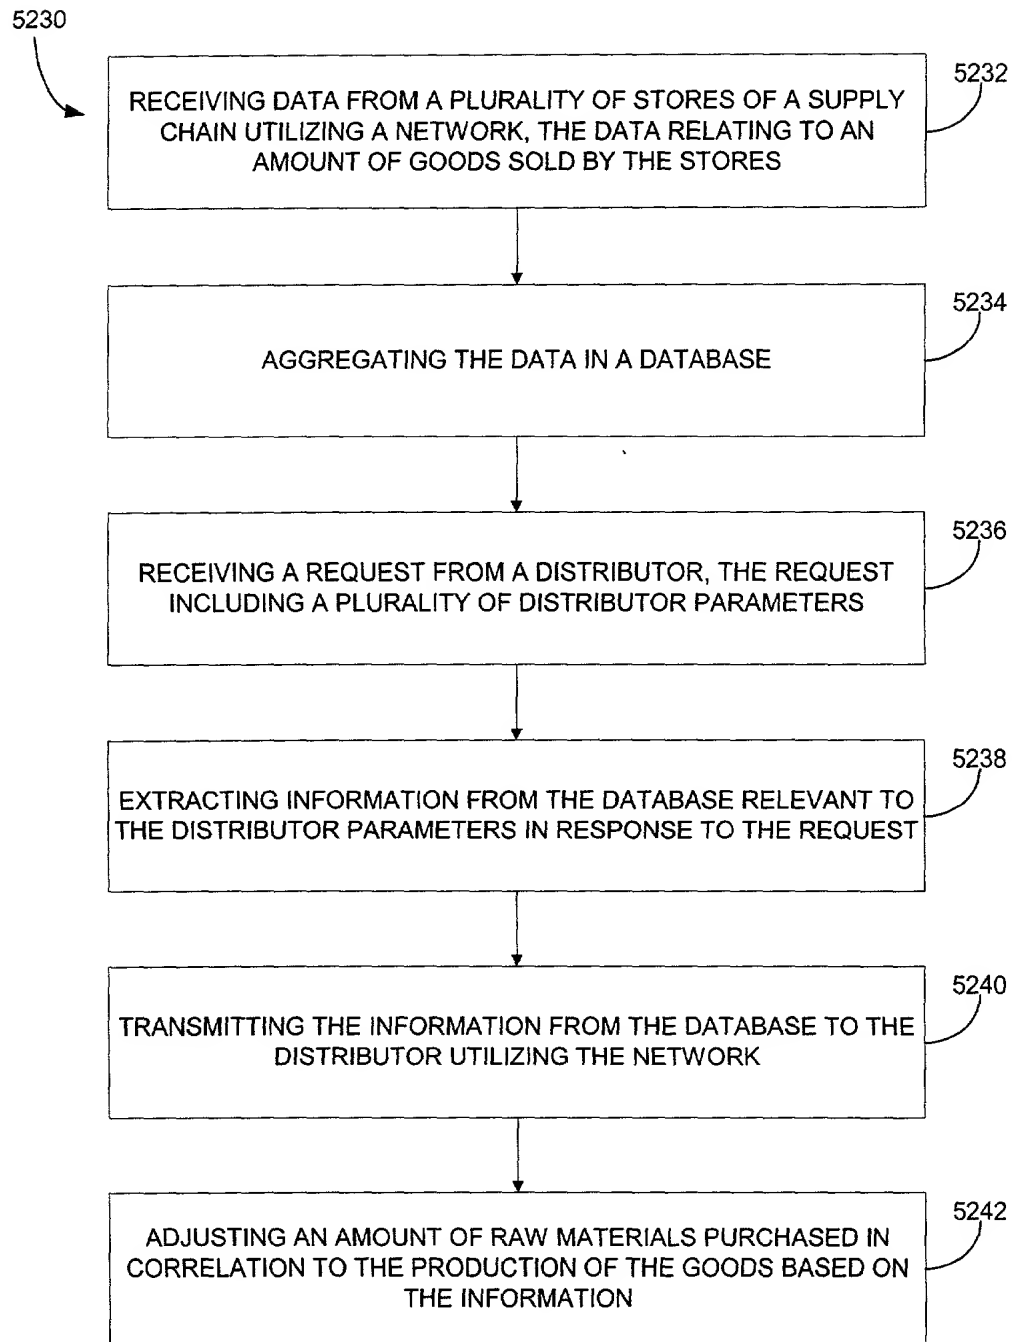 5230
5232
RECEIVING DATA FROM A PLURALITY OF STORES OF A SUPPLY
CHAIN UTILIZING A NETWORK, THE DATA RELATING TO AN
AMOUNT OF GOODS SOLD BY THE STORES
5234
AGGREGATING THE DATA IN A DATABASE
5236
RECEIVING A REQUEST FROM A DISTRIBUTOR, THE REQUEST
INCLUDING A PLURALITY OF DISTRIBUTOR PARAMETERS
5238
EXTRACTING INFORMATION FROM THE DATABASE RELEVANT TO
THE DISTRIBUTOR PARAMETERS IN RESPONSE TO THE REQUEST
5240
TRANSMITTING THE INFORMATION FROM THE DATABASE TO THE
DISTRIBUTOR UTILIZING THE NETWORK
5242
ADJUSTING AN AMOUNT OF RAW MATERIALS PURCHASED IN
CORRELATION TO THE PRODUCTION OF THE GOODS BASED ON
THE INFORMATION